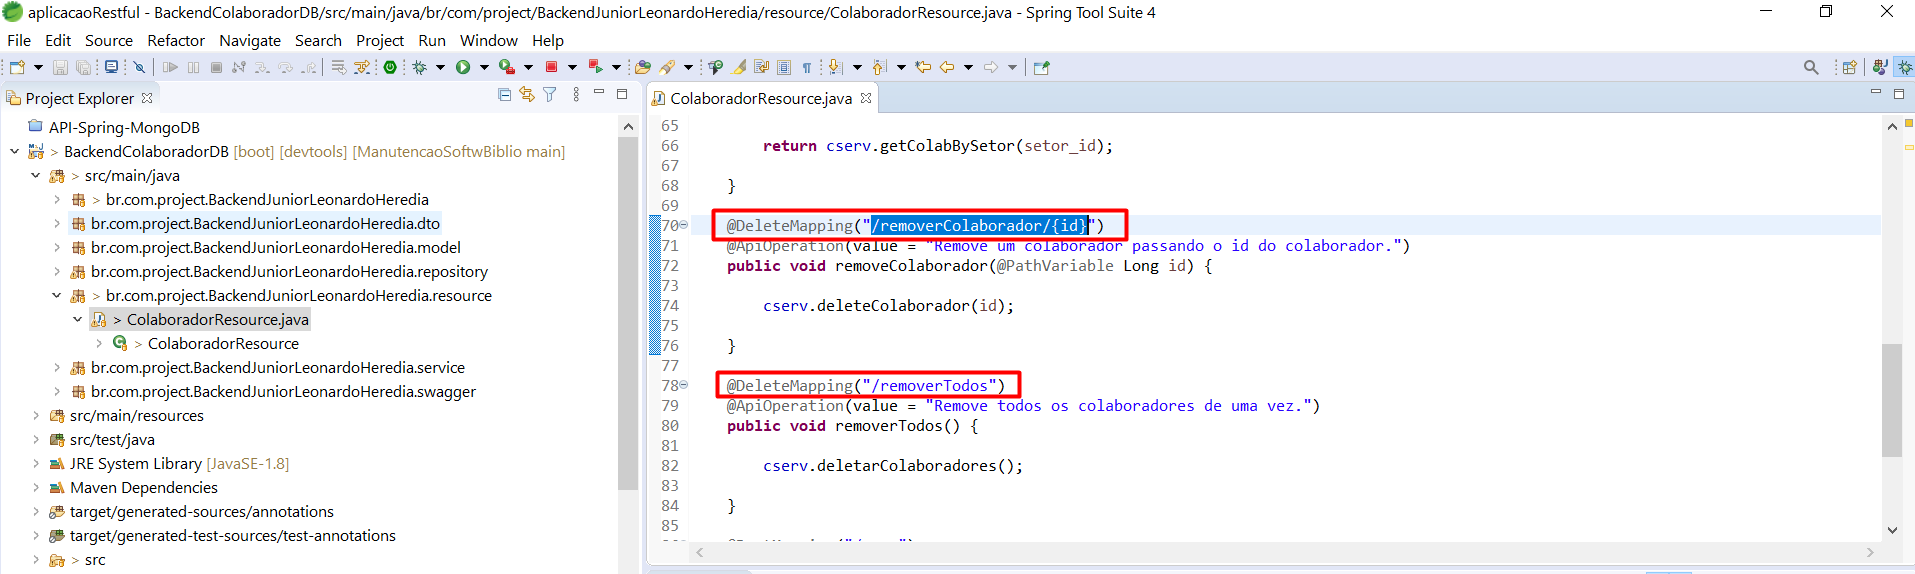 aplicacaoRestful - BackendColaboradorDB/src/main/java/br/com/project/BackendJuniorLeonardoHeredia/resource/ColaboradorResource.java - Spring Tool Suite 4
File Edit Source Refactor Navigate Search Project Run Window Help
Project Explorer
API-Spring-MongoDB
> BackendColaboradorDB [boot] [devtools] [ManutencaoSoftwBiblio main]
> src/main/java
> br.com.project.BackendJuniorLeonardoHeredia
br.com.project.BackendJuniorLeonardoHeredia.dto
br.com.project.BackendJuniorLeonardoHeredia.model
br.com.project.BackendJuniorLeonardoHeredia.repository
> br.com.project.BackendJuniorLeonardoHeredia.resource
> ColaboradorResource.java
> ColaboradorResource
br.com.project.BackendJuniorLeonardoHeredia.service
br.com.project.BackendJuniorLeonardoHeredia.swagger
src/main/resources
src/test/java
JRE System Library [JavaSE-1.8]
Maven Dependencies
target/generated-sources/annotations
target/generated-test-sources/test-annotations
> src
ColaboradorResource.java
65
66 return cserv.getColabBySetor(setor_id);
67
68 }
69
70 @DeleteMapping("/removerColaborador/{id}")
71 @ApiOperation(value = "Remove um colaborador passando o id do colaborador.")
72 public void removeColaborador(@PathVariable Long id) {
73
74 cserv.deleteColaborador(id);
75
76 }
77
78 @DeleteMapping("/removerTodos")
79 @ApiOperation(value = "Remove todos os colaboradores de uma vez.")
80 public void removerTodos() {
81
82 cserv.deletarColaboradores();
83
84 }
85